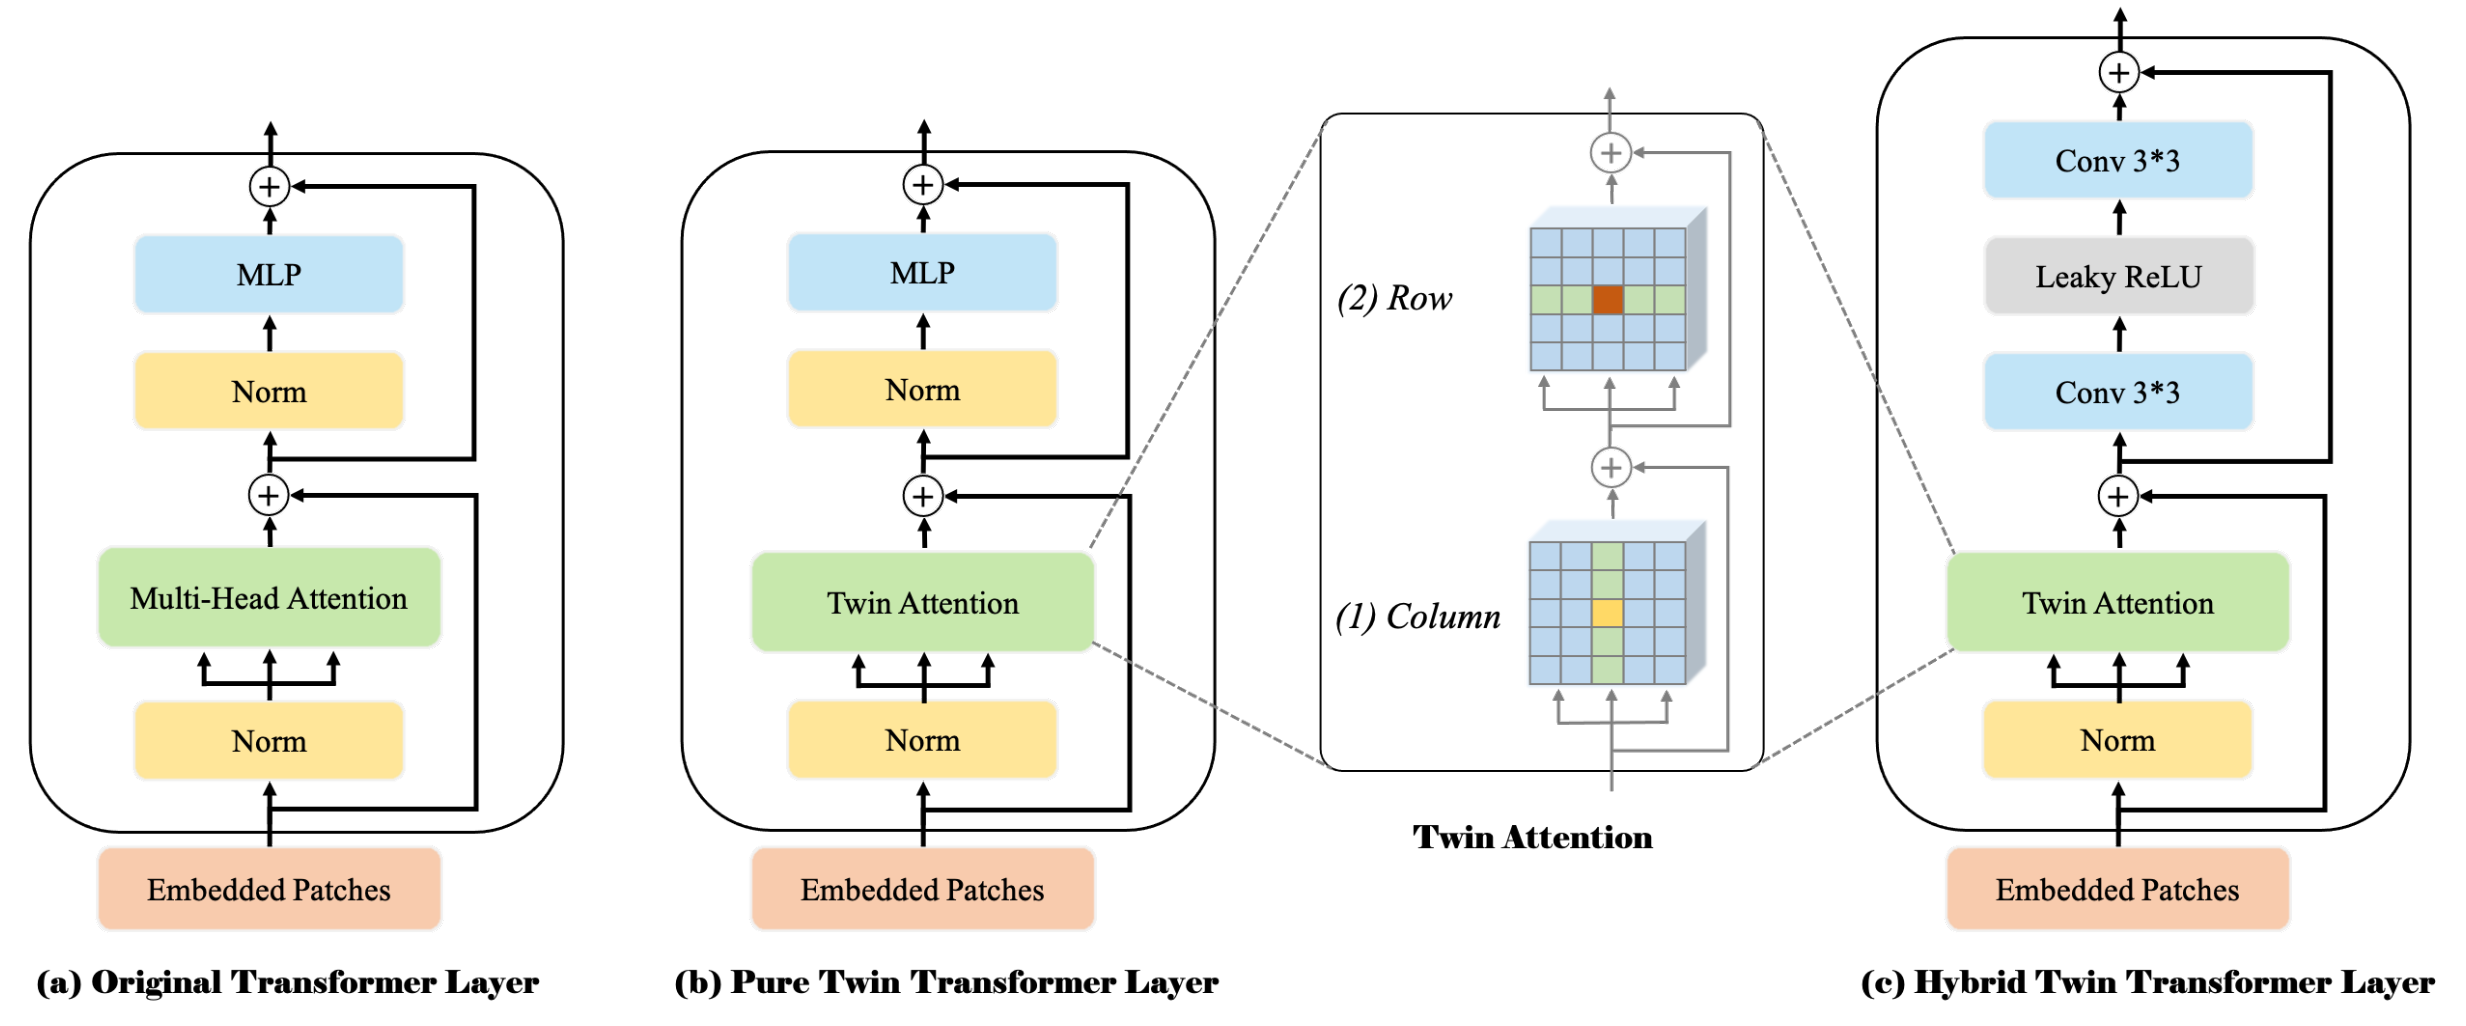 MLP
Norm
Multi-Head Attention
Norm
Embedded Patches
(a) Original Transformer Layer
MLP
Norm
Twin Attention
Norm
Embedded Patches
(b) Pure Twin Transformer Layer
(2) Row
(1) Column
Twin Attention
Conv 3*3
Leaky ReLU
Conv 3*3
Twin Attention
Norm
Embedded Patches
(c) Hybrid Twin Transformer Layer